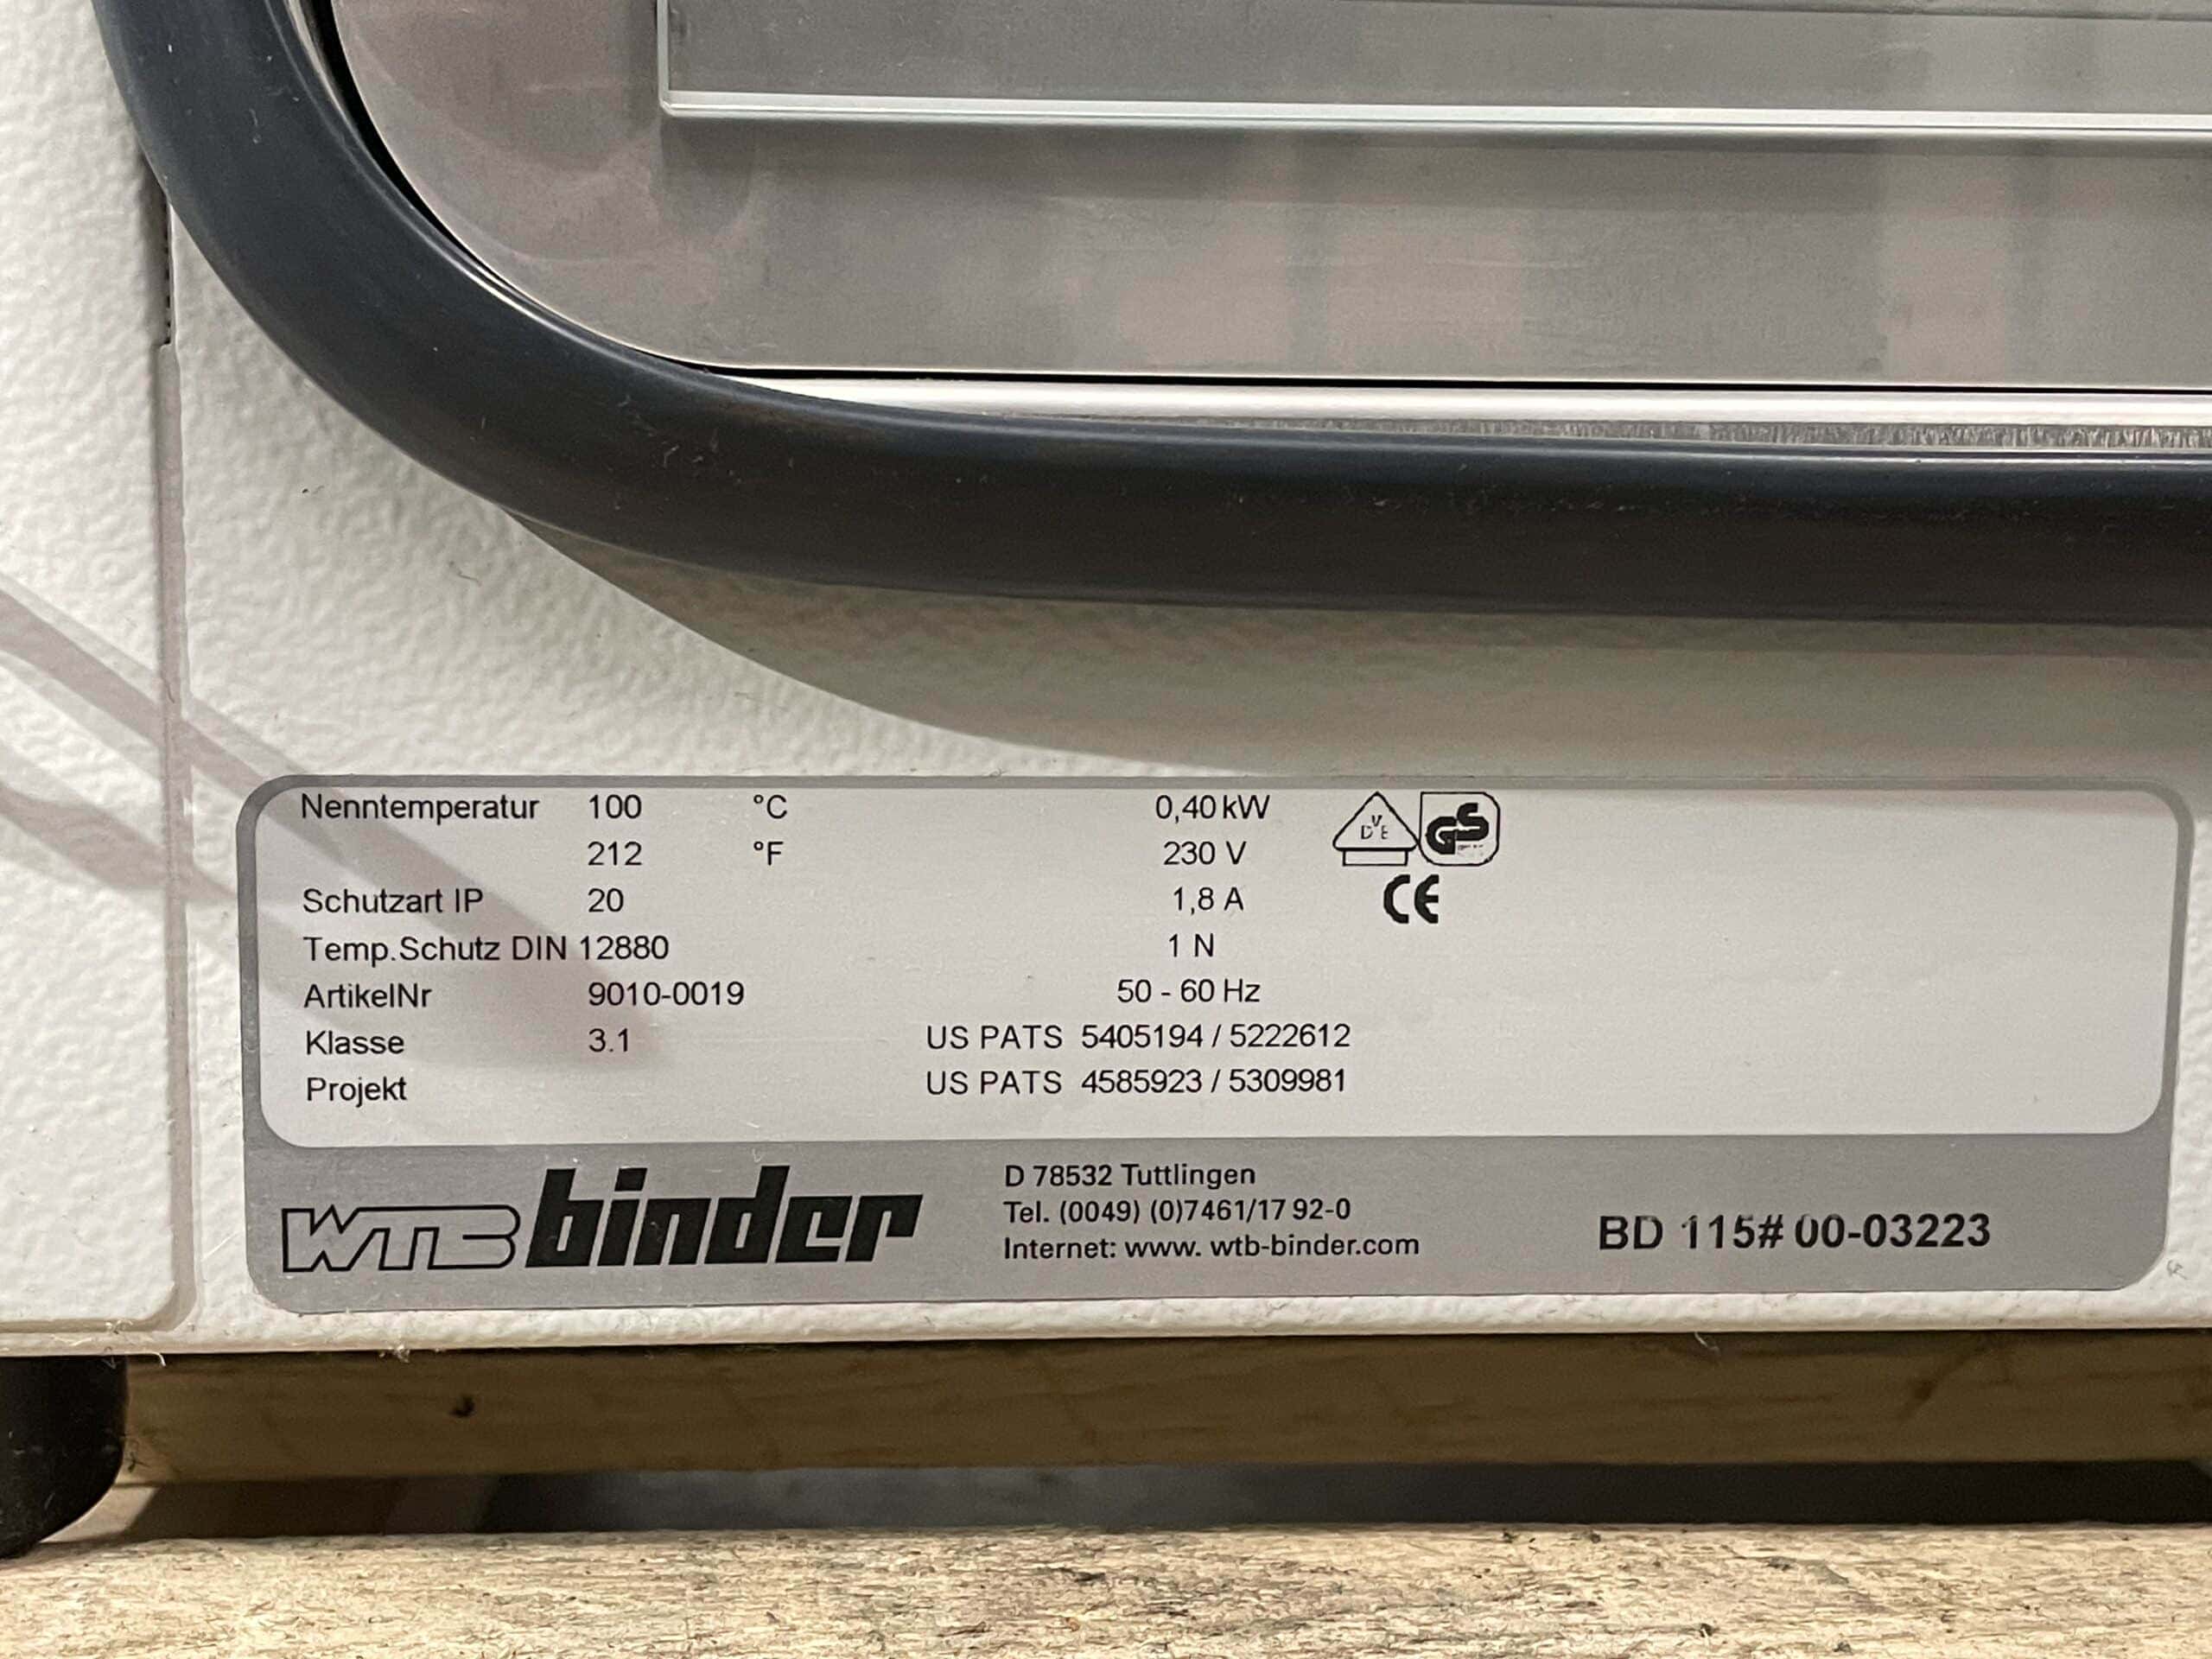 Nenntemperatur 100 °C 0,40 kW
212 °F 230 V
Schutzart IP 20 1,8 A
Temp.Schutz DIN 12880 1 N
ArtikelNr 9010-0019 50 - 60 Hz
Klasse 3.1 US PATS 5405194 / 5222612
Projekt US PATS 4585923 / 5309981
DVE GS
CE
WTB binder
D 78532 Tuttlingen
Tel. (0049) (0)7461/17 92-0
Internet: www. wtb-binder.com
BD 115# 00-03223